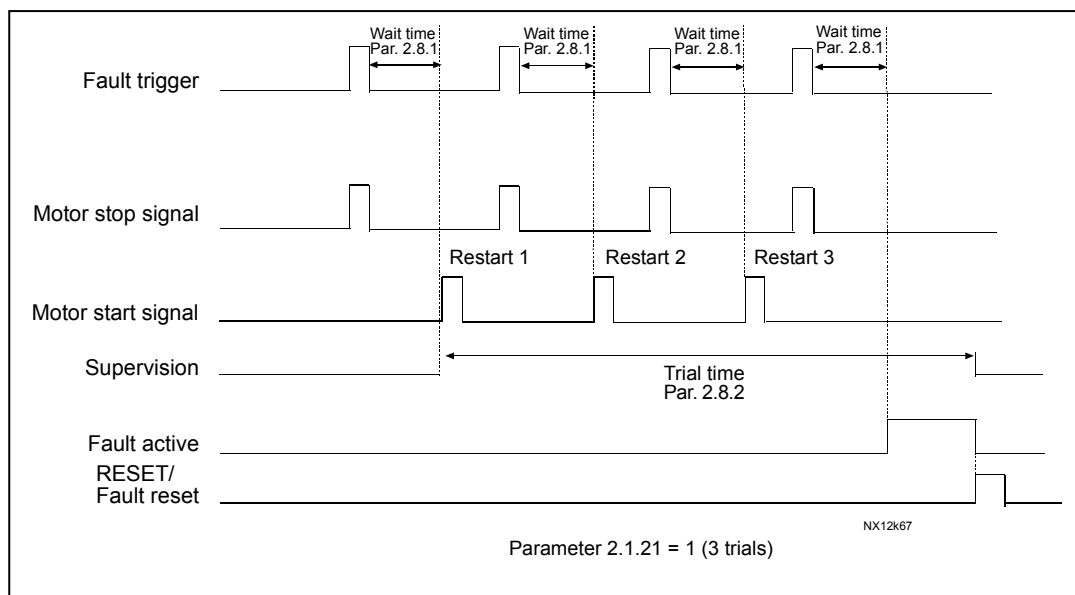 Wait time
Par. 2.8.1
Wait time
Par. 2.8.1
Wait time
Par. 2.8.1
Wait time
Par. 2.8.1
Fault trigger
Motor stop signal
Restart 1
Restart 2
Restart 3
Motor start signal
Supervision
Trial time
Par. 2.8.2
Fault active
RESET/
Fault reset
NX12k67
Parameter 2.1.21 = 1 (3 trials)